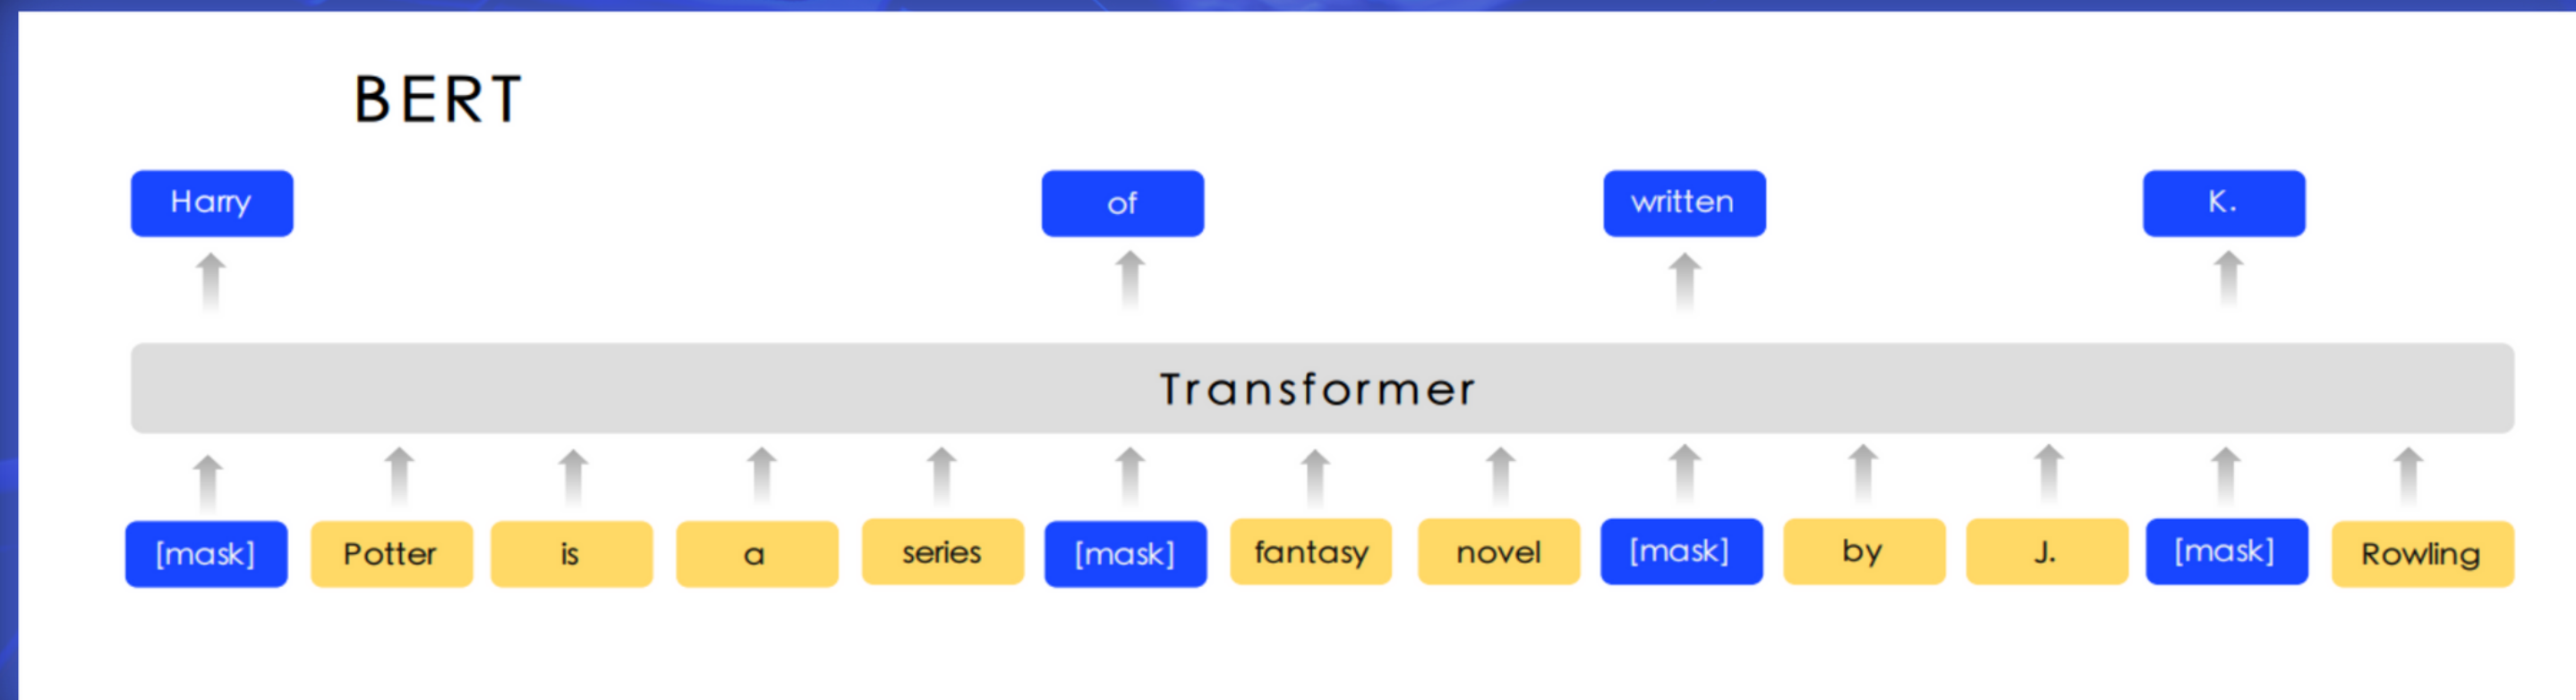 BERT
Harry of written K.
Transformer
[mask] Potter is a series [mask] fantasy novel [mask] by J. [mask] Rowling